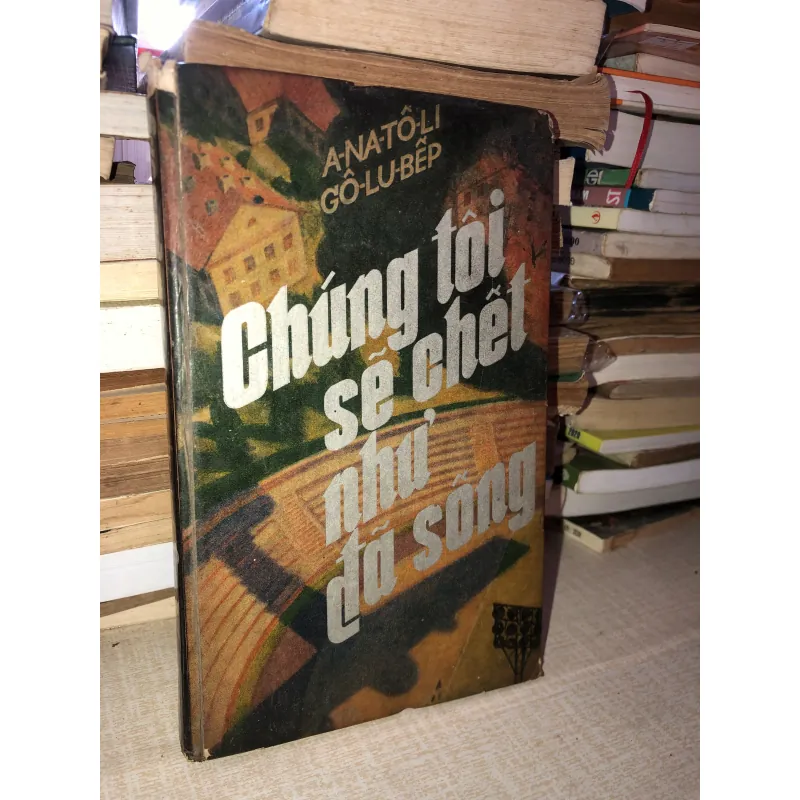 A-NA-TÔ-LI
GÔ-LU-BẾP
Chúng tôi
sẽ chết
như
đã sống